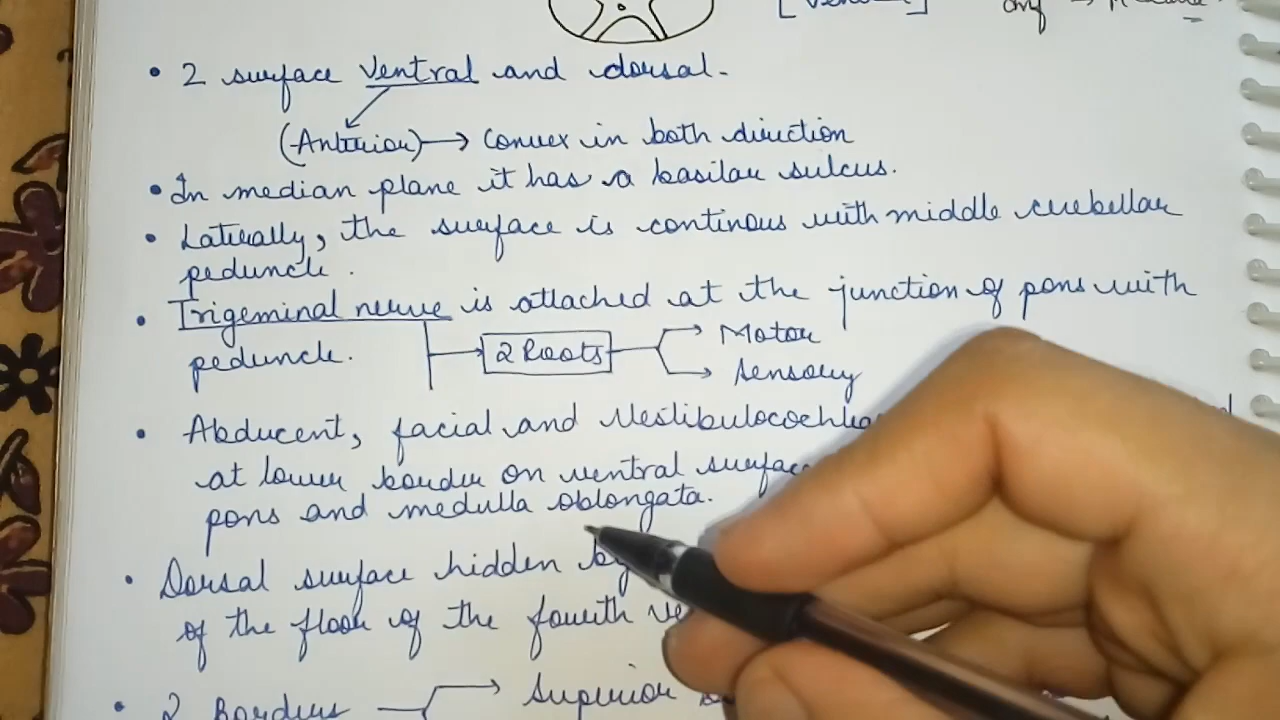 • 2 surface ventral and dorsal.
(Anterior) → Convex in both direction
• In median plane it has a basilar sulcus.
• Laterally, the surface is continous with middle cerebellar
peduncle.
• Trigeminal nerve is attached at the junction of pons with
peduncle. 2 Roots Motor
Sensory
• Abducent, facial and
at lower border on ventral
pons and medulla oblongata.
• Dorsal surface hidden by
of the floor of the fourth
• 2 Borders → Superior